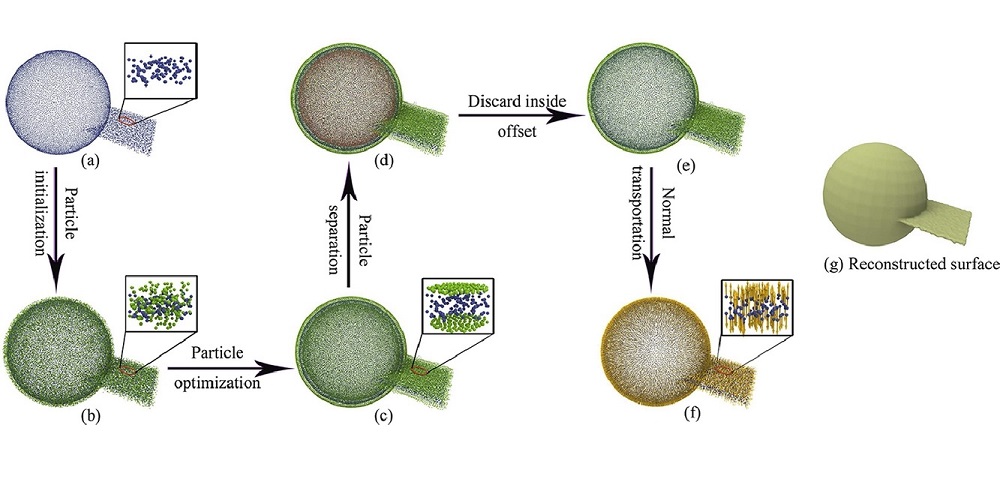 (a)
Particle
initialization
(b)
Particle
optimization
(c)
Particle
separation
(d)
Discard inside
offset
(e)
Normal
transportation
(f)
(g) Reconstructed surface